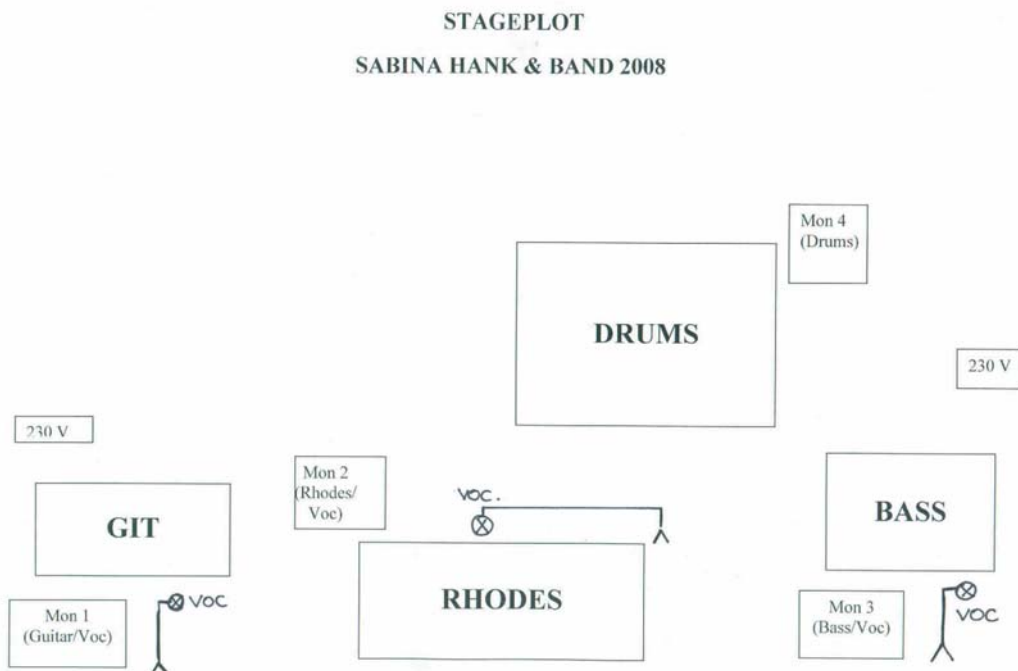 STAGEPLOT
SABINA HANK & BAND 2008
Mon 4
(Drums)
DRUMS
230 V
230 V
Mon 2
(Rhodes/
Voc)
VOC.
BASS
GIT
RHODES
Mon 1
(Guitar/Voc)
VOC
Mon 3
(Bass/Voc)
VOC